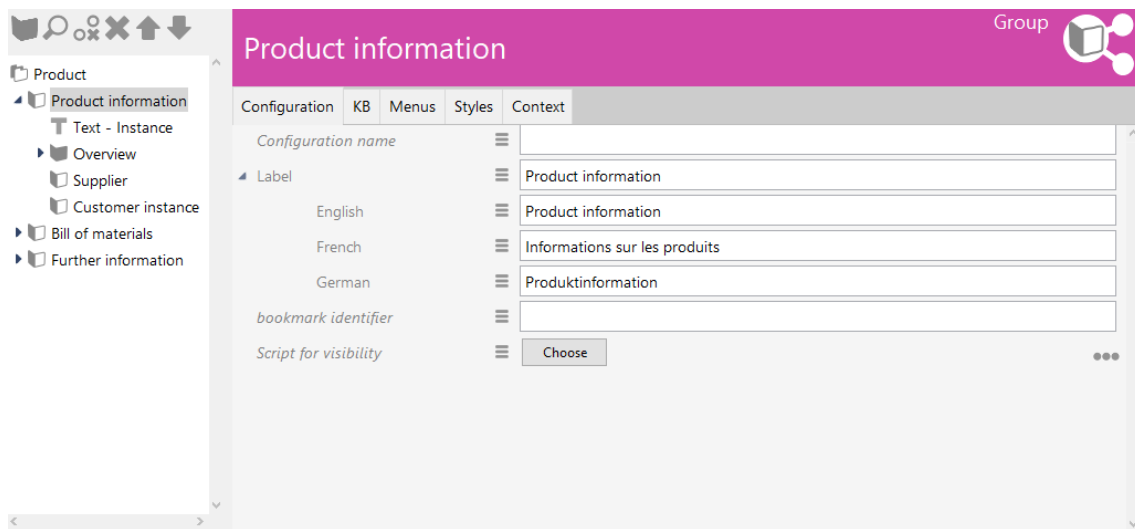 Group
Product information
Product
Product information
Text - Instance
Overview
Supplier
Customer instance
Bill of materials
Further information
Configuration KB Menus Styles Context
Configuration name
Label Product information
English Product information
French Informations sur les produits
German Produktinformation
bookmark identifier
Script for visibility Choose